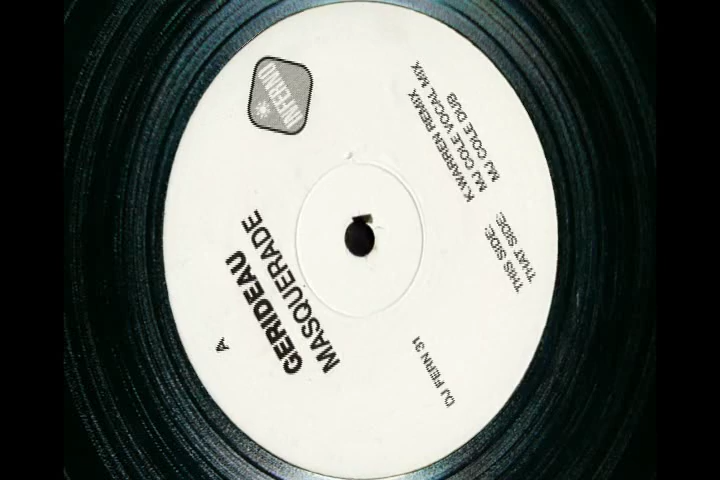 INFERNO
A
GERIDEAU
MASQUERADE
DJ FERN 31
THIS SIDE: K.WARREN REMIX
THAT SIDE: MJ COLE VOCAL MIX
MJ COLE DUB